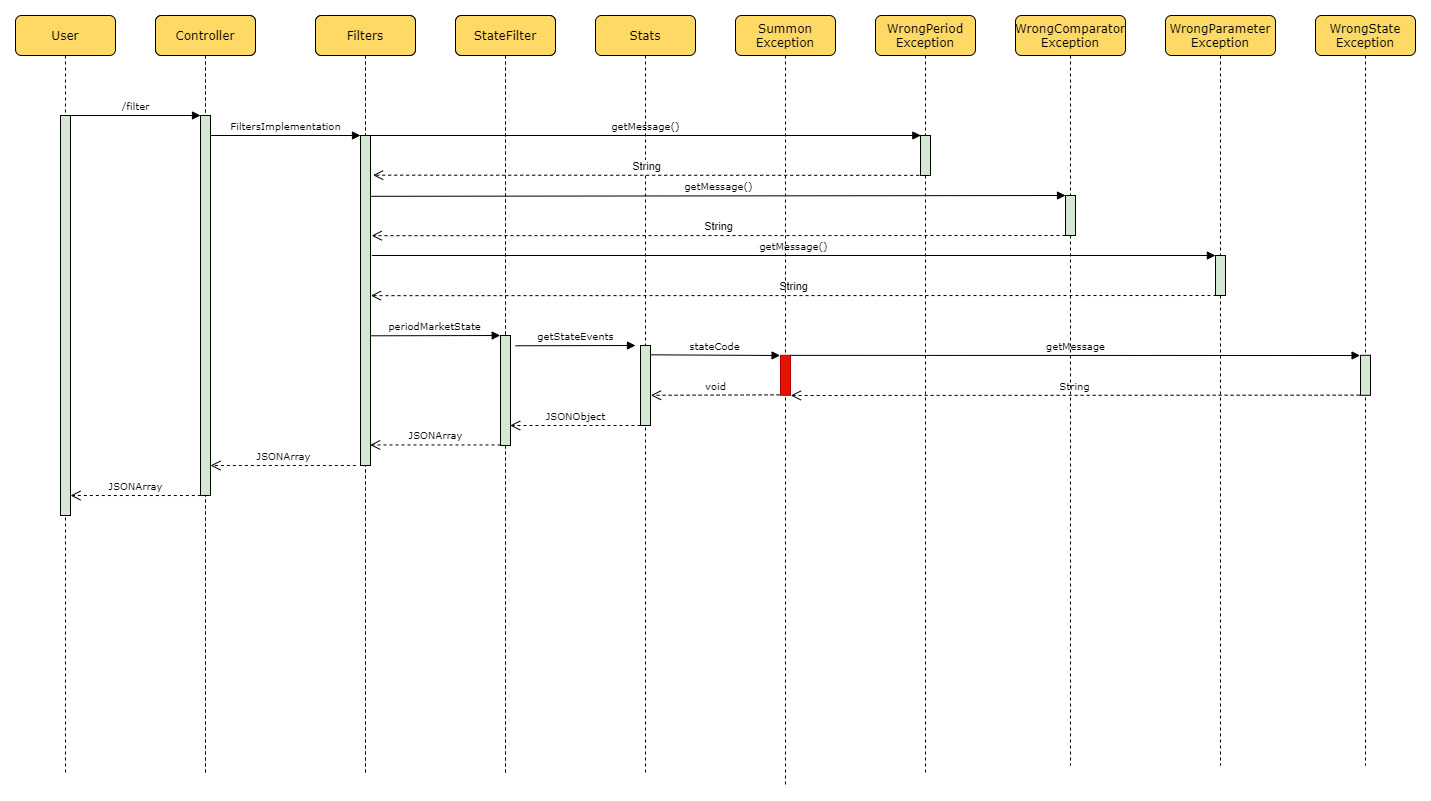 User
Controller
Filters
StateFilter
Stats
Summon
Exception
WrongPeriod
Exception
WrongComparator
Exception
WrongParameter
Exception
WrongState
Exception
/filter
FiltersImplementation
getMessage()
String
getMessage()
String
getMessage()
String
periodMarketState
getStateEvents
stateCode
getMessage
void
String
JSONObject
JSONArray
JSONArray
JSONArray